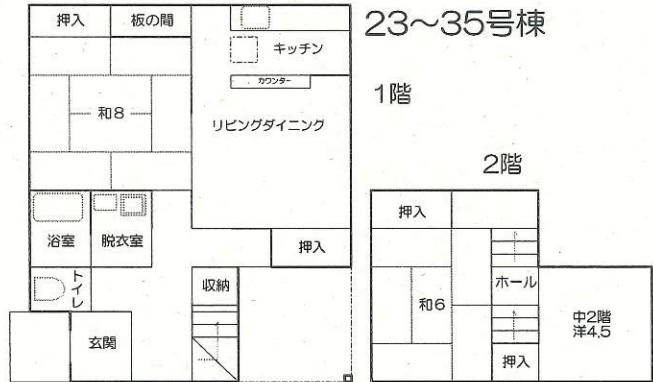 23～35号棟
1階
押入
板の間
キッチン
カウンター
和8
リビングダイニング
浴室
脱衣室
押入
トイレ
収納
玄関
2階
押入
ホール
和6
中2階
洋4.5
押入